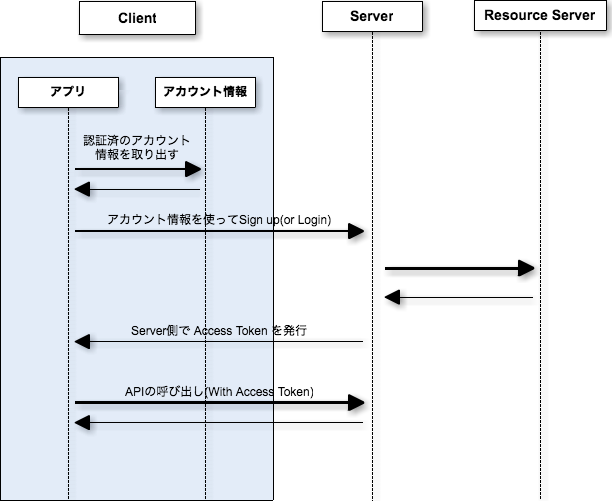 Client
Server
Resource Server
アプリ
アカウント情報
認証済のアカウント
情報を取り出す
アカウント情報を使ってSign up(or Login)
Server側で Access Token を発行
APIの呼び出し(With Access Token)